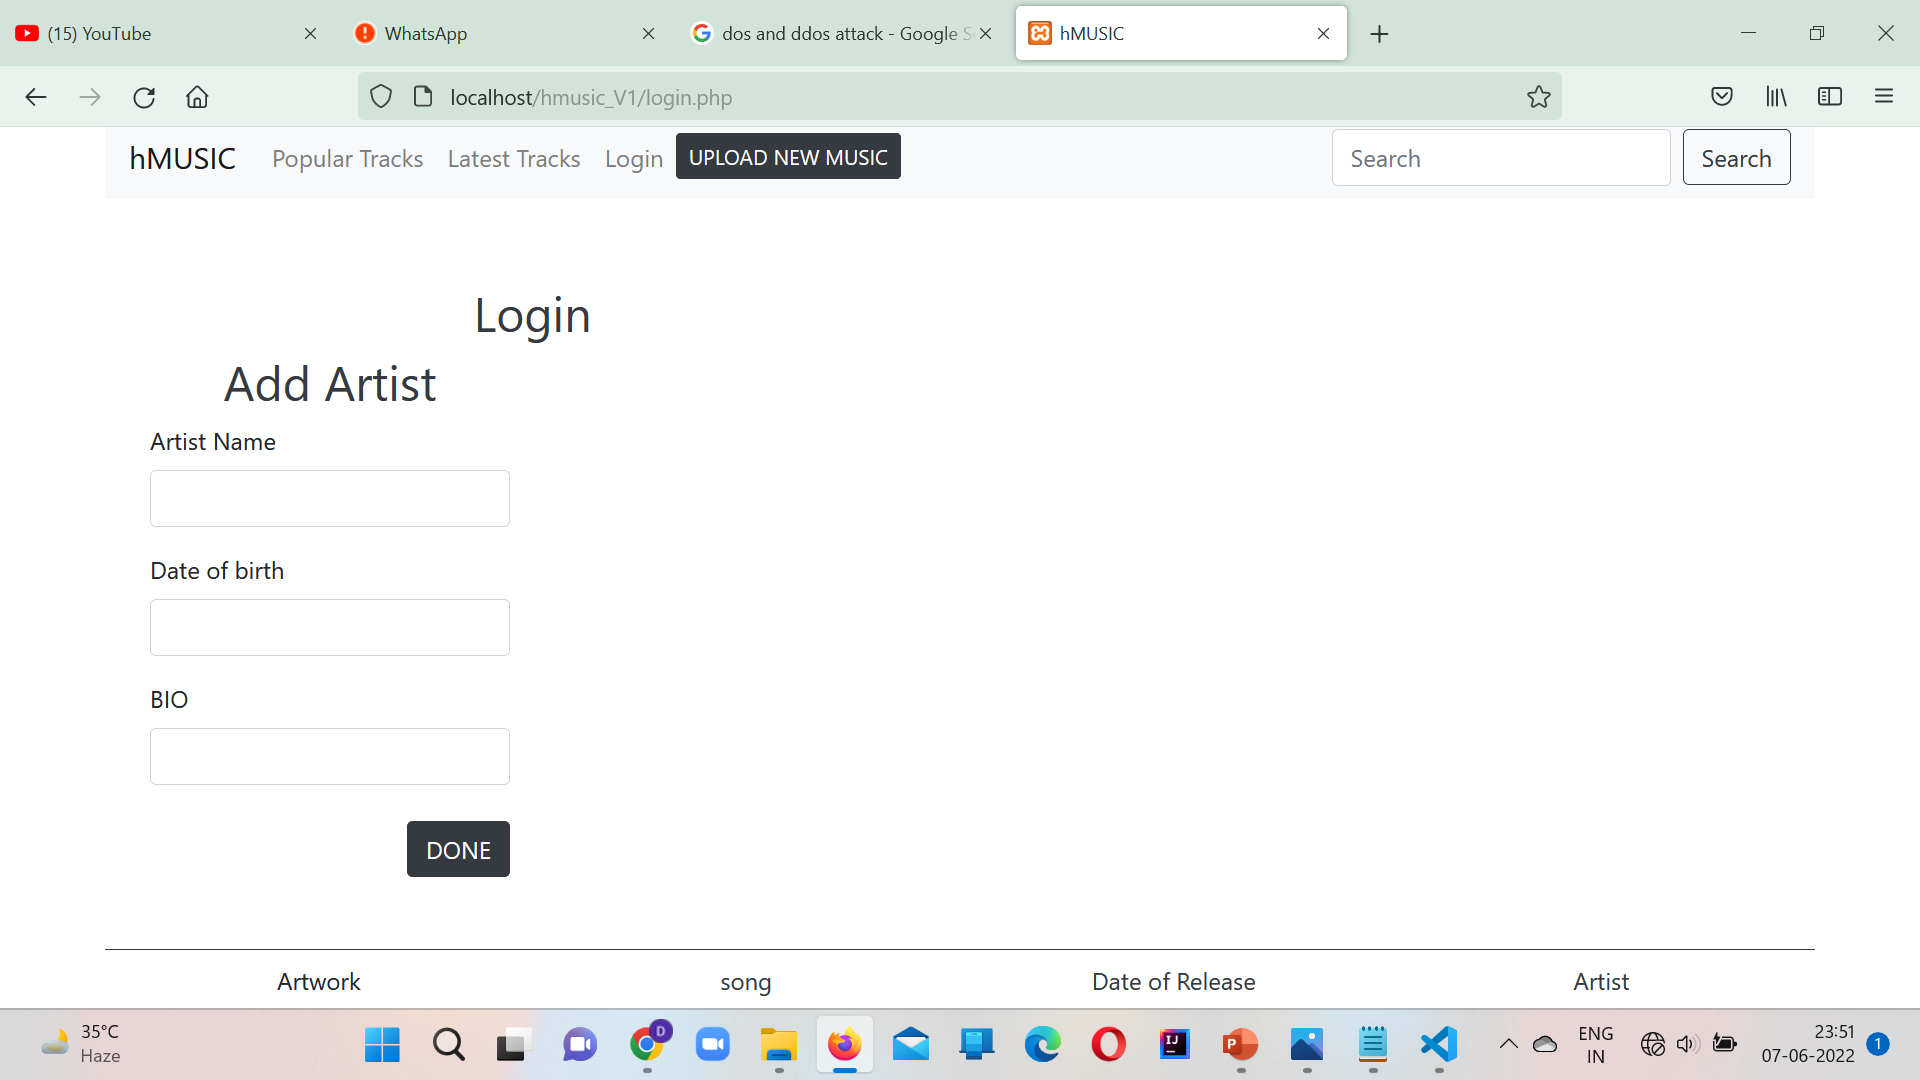 (15) YouTube
WhatsApp
dos and ddos attack - Google S
hMUSIC
localhost/hmusic_V1/login.php
hMUSIC
Popular Tracks
Latest Tracks
Login
UPLOAD NEW MUSIC
Search
Search
Login
Add Artist
Artist Name
Date of birth
BIO
DONE
Artwork
song
Date of Release
Artist
35°C
Haze
D
IJ
P
ENG
IN
23:51
07-06-2022
1